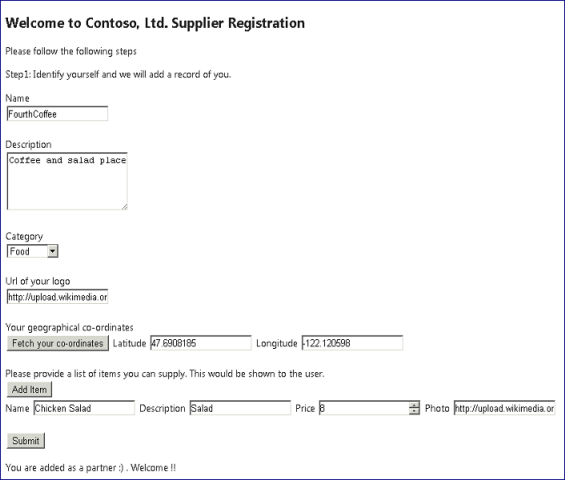 Welcome to Contoso, Ltd. Supplier Registration
Please follow the following steps
Step1: Identify yourself and we will add a record of you.
Name
FourthCoffee
Description
Coffee and salad place
Category
Food
Url of your logo
http://upload.wikimedia.or
Your geographical co-ordinates
Fetch your co-ordinates Latitude 47.6908185 Longitude -122.120598
Please provide a list of items you can supply. This would be shown to the user.
Add Item
Name Chicken Salad Description Salad Price 8 Photo http://upload.wikimedia.or
Submit
You are added as a partner :) . Welcome !!